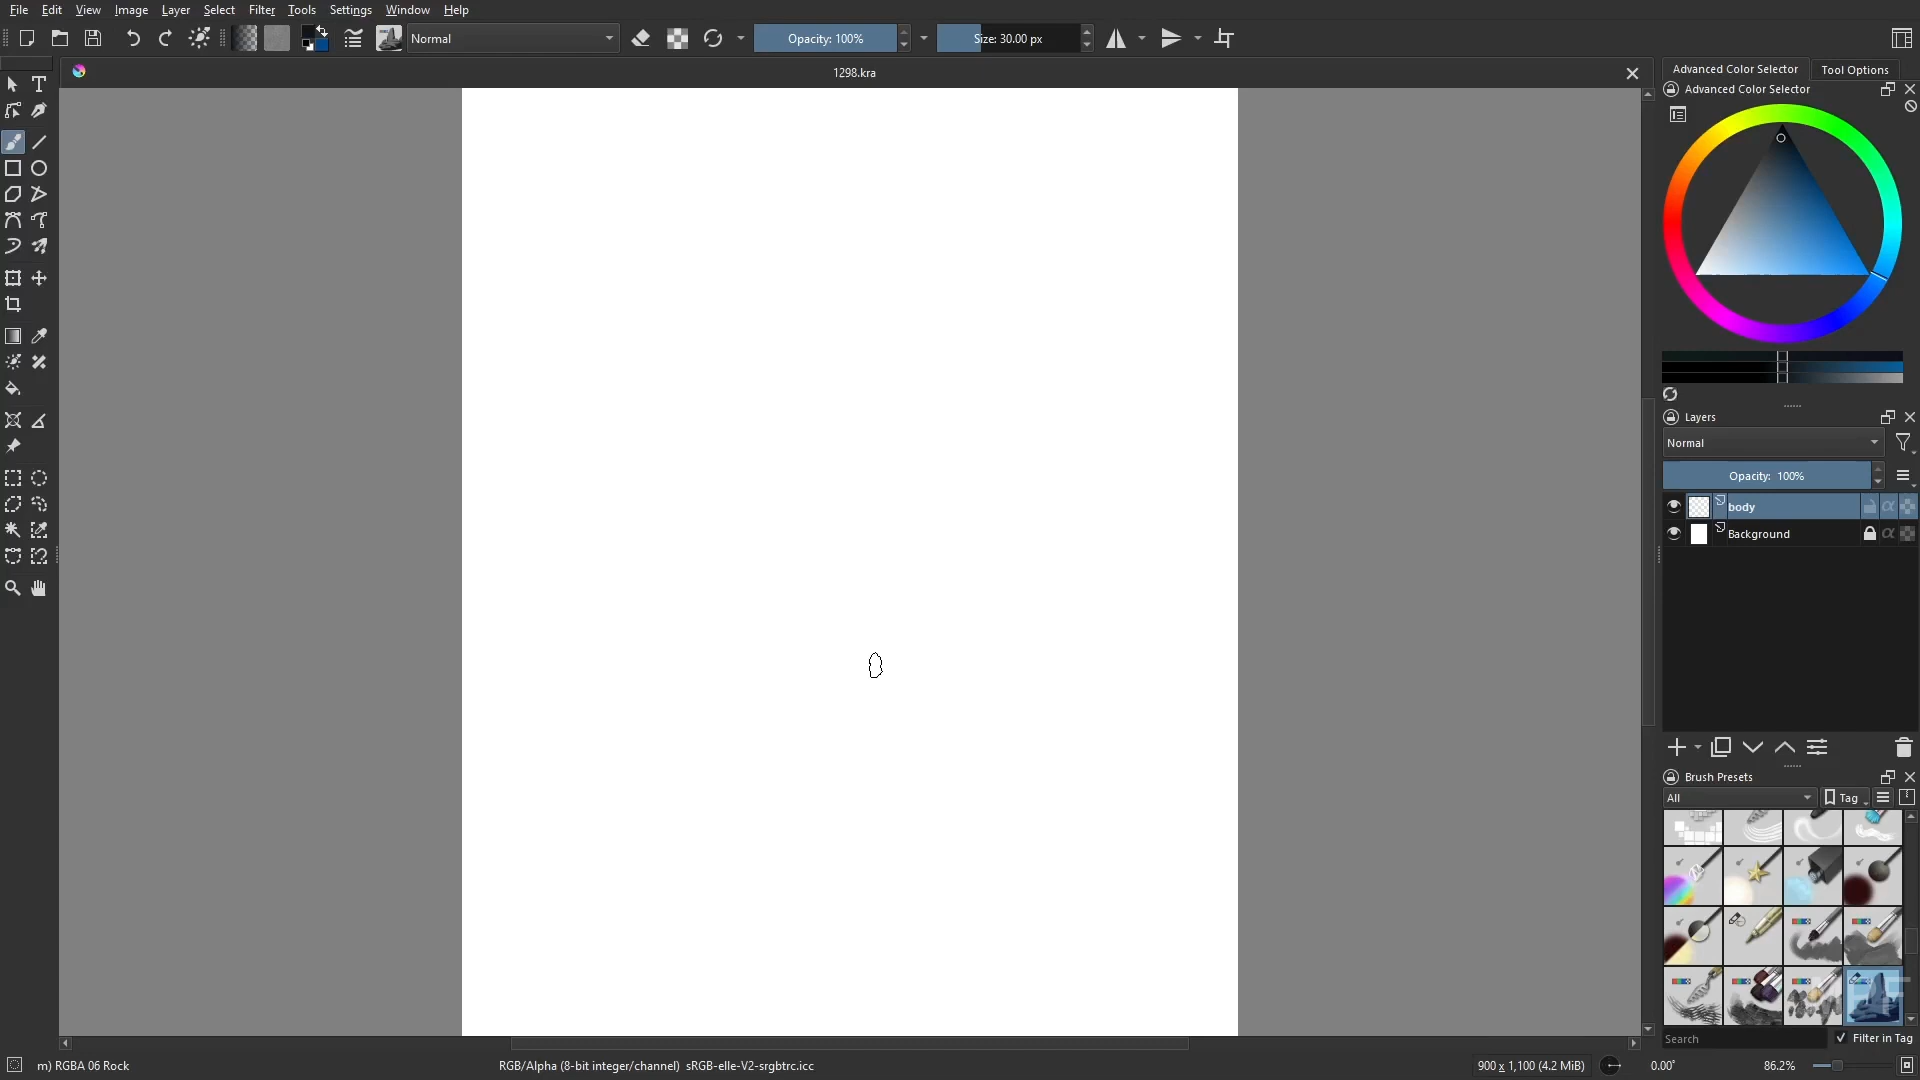 File Edit View Image Layer Select Filter Tools Settings Window Help
Normal
Opacity: 100%
Size: 30.00 px
1298.kra
Advanced Color Selector
Tool Options
Advanced Color Selector
Layers
Normal
Opacity: 100%
body
Background
Brush Presets
All
Tag
Search
Filter in Tag
m) RGBA 06 Rock
RGB/Alpha (8-bit integer/channel) sRGB-elle-V2-srgbtrc.icc
900 x 1,100 (4.2 MiB)
0.00°
86.2%